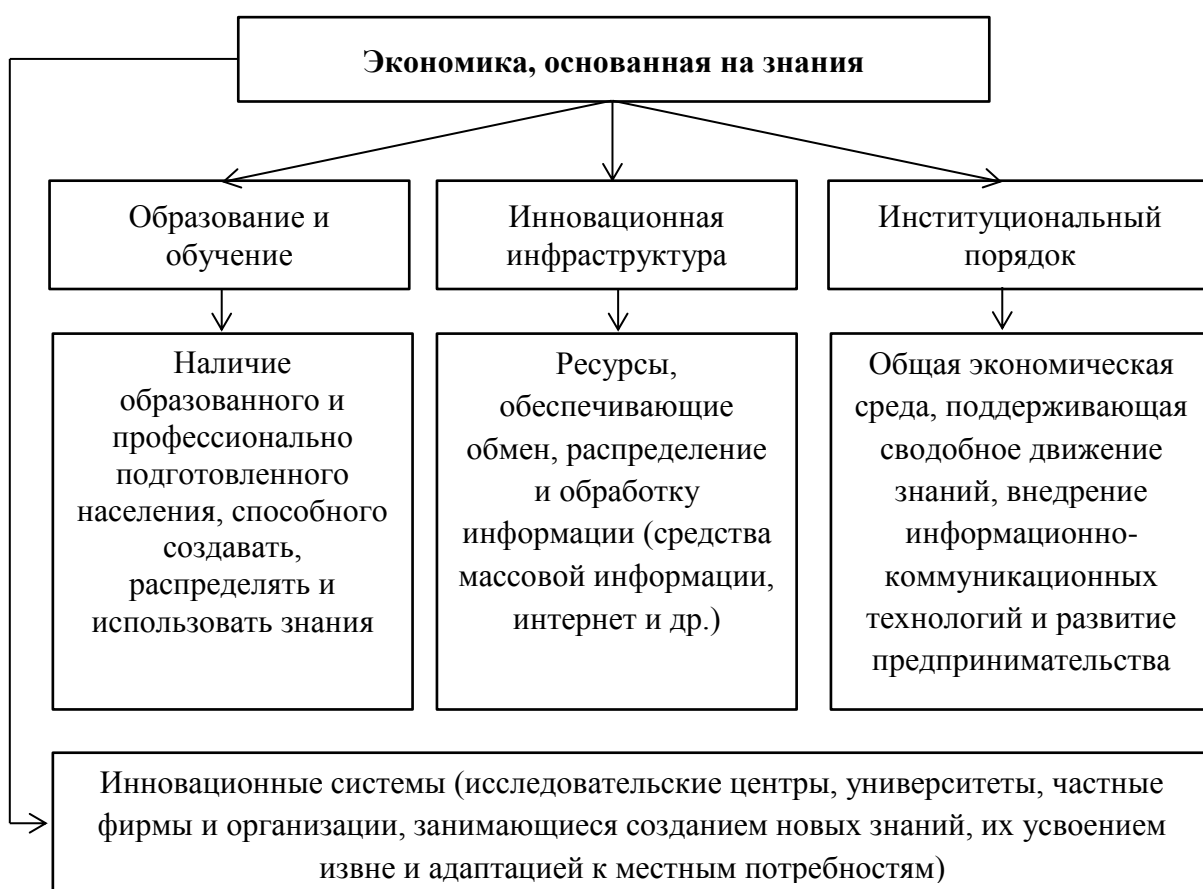 Экономика, основанная на знания
Образование и
обучение
Инновационная
инфраструктура
Институциональный
порядок
Наличие
образованного и
профессионально
подготовленного
населения, способного
создавать,
распределять и
использовать знания
Ресурсы,
обеспечивающие
обмен, распределение
и обработку
информации (средства
массовой информации,
интернет и др.)
Общая экономическая
среда, поддерживающая
сводобное движение
знаний, внедрение
информационно-
коммуникационных
технологий и развитие
предпринимательства
Инновационные системы (исследовательские центры, университеты, частные
фирмы и организации, занимающиеся созданием новых знаний, их усвоением
извне и адаптацией к местным потребностям)